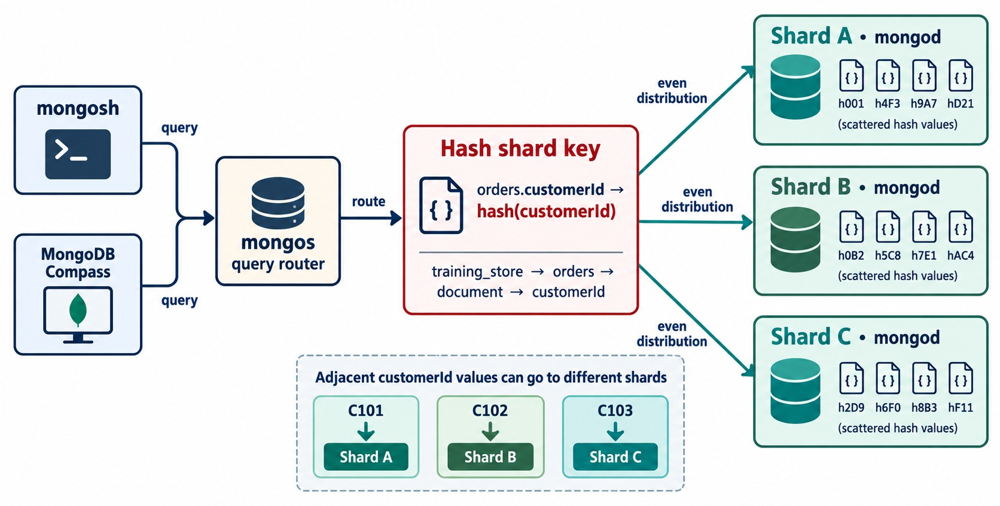 mongosh
query
MongoDB
Compass
query
mongos
query router
route
Hash shard key
{ }
orders.customerId →
hash(customerId)
training_store → orders →
document → customerId
even
distribution
even
distribution
even
distribution
Shard A • mongod
{ } { } { } { }
h001 h4F3 h9A7 hD21
(scattered hash values)
Shard B • mongod
{ } { } { } { }
h0B2 h5C8 h7E1 hAC4
(scattered hash values)
Shard C • mongod
{ } { } { } { }
h2D9 h6F0 h8B3 hF11
(scattered hash values)
Adjacent customerId values can go to different shards
C101 C102 C103
Shard A Shard B Shard C